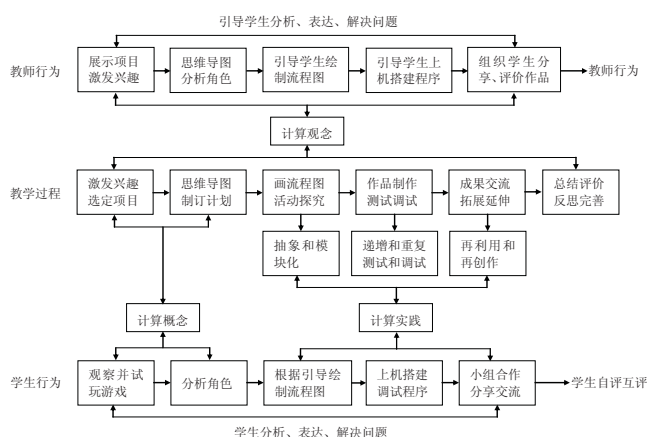 引导学生分析、表达、解决问题
教师行为
展示项目
激发兴趣
思维导图
分析角色
引导学生绘
制流程图
引导学生上
机搭建程序
组织学生分
享、评价作品
教师行为
计算观念
教学过程
激发兴趣
选定项目
思维导图
制订计划
画流程图
活动探究
作品制作
测试调试
成果交流
拓展延伸
总结评价
反思完善
抽象和模
块化
递增和重复
测试和调试
再利用和
再创作
计算概念
计算实践
学生行为
观察并试
玩游戏
分析角色
根据引导绘
制流程图
上机搭建
调试程序
小组合作
分享交流
学生自评互评
学生分析、表达、解决问题